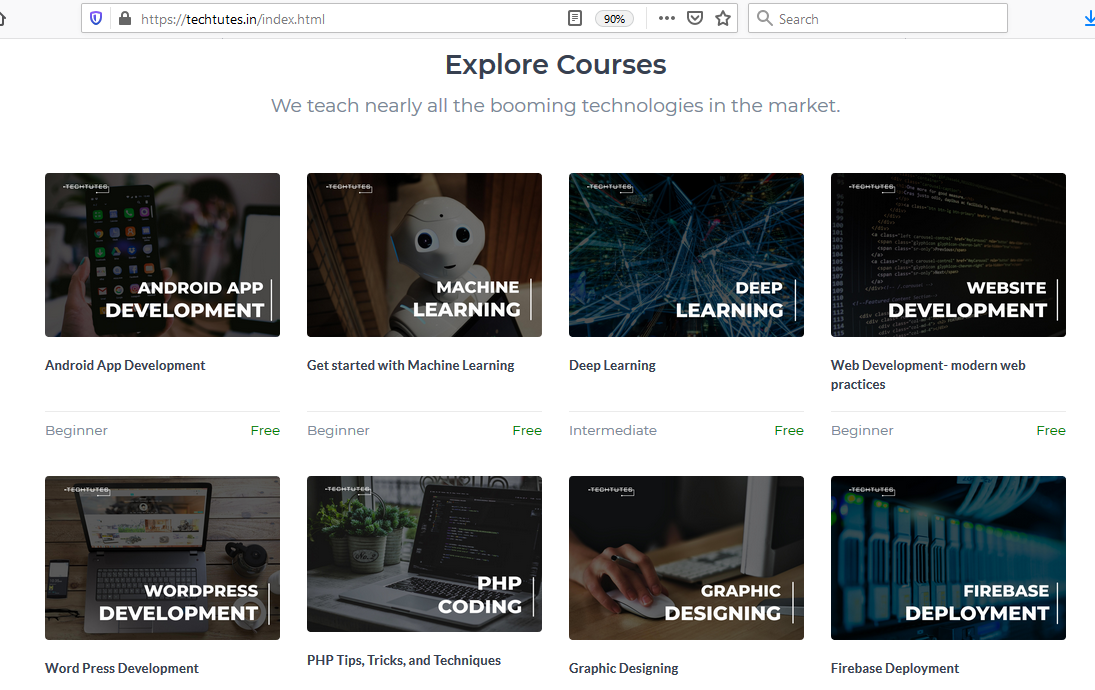 https://techtutes.in/index.html
90%
Search
Explore Courses
We teach nearly all the booming technologies in the market.
TECHTUTES
ANDROID APP
DEVELOPMENT
TECHTUTES
MACHINE
LEARNING
TECHTUTES
DEEP
LEARNING
TECHTUTES
WEBSITE
DEVELOPMENT
Android App Development
Get started with Machine Learning
Deep Learning
Web Development- modern web
practices
Beginner
Free
Beginner
Free
Intermediate
Free
Beginner
Free
TECHTUTES
WORDPRESS
DEVELOPMENT
TECHTUTES
PHP
CODING
TECHTUTES
GRAPHIC
DESIGNING
TECHTUTES
FIREBASE
DEPLOYMENT
Word Press Development
PHP Tips, Tricks, and Techniques
Graphic Designing
Firebase Deployment